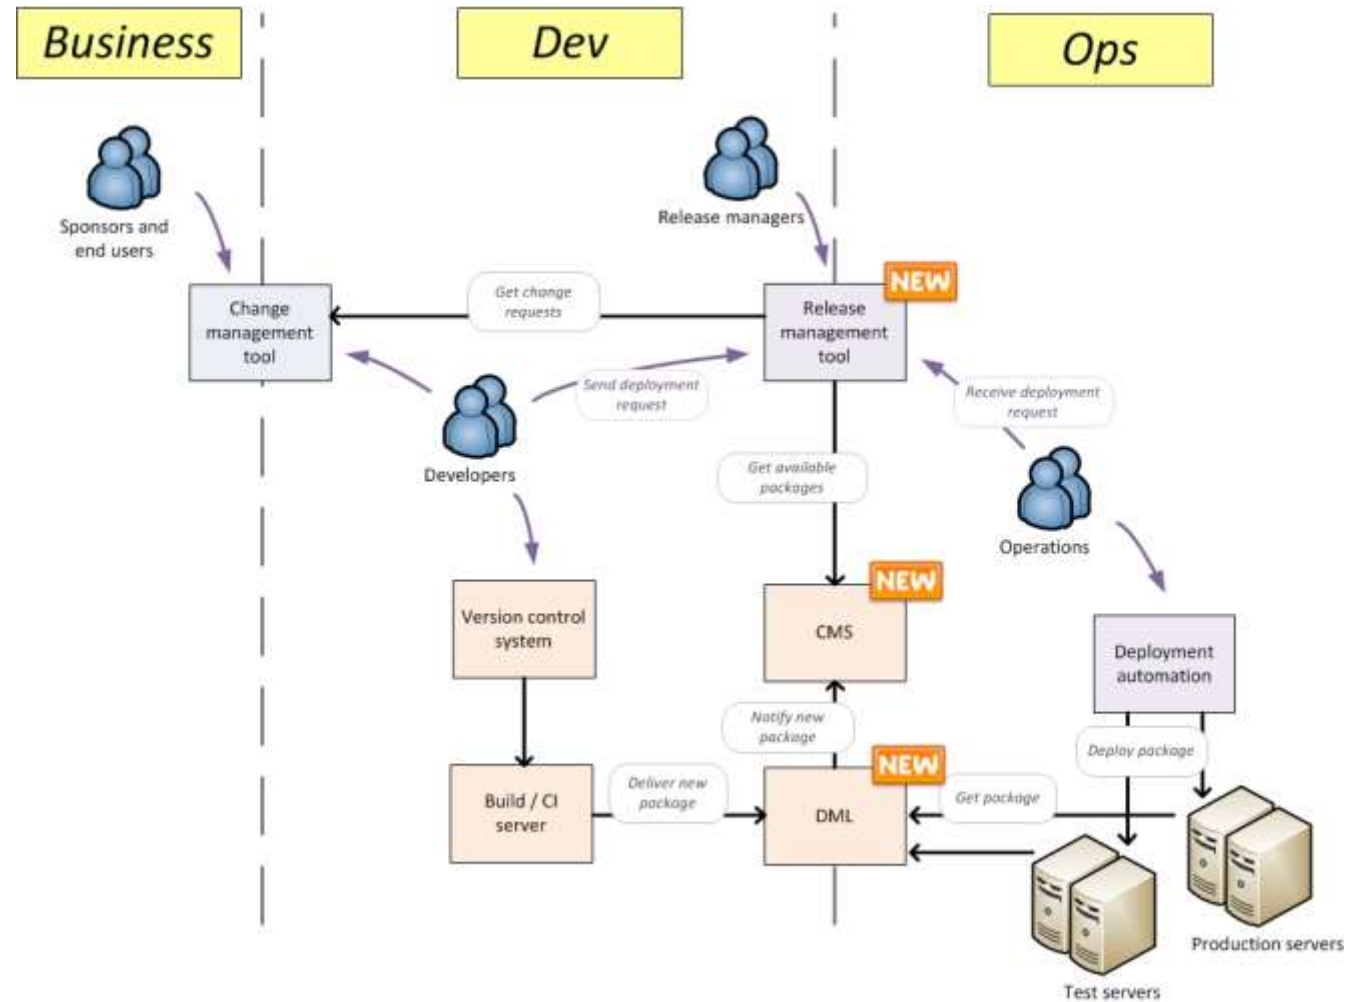 Business
Dev
Ops
Sponsors and
end users
Release managers
NEW
Change
management
tool
Get change
requests
Release
management
tool
Send deployment
request
Receive deployment
request
Developers
Get available
packages
Operations
NEW
Version control
system
CMS
Deployment
automation
Notify new
package
Deploy package
NEW
Build / CI
server
Deliver new
package
DML
Get package
Production servers
Test servers